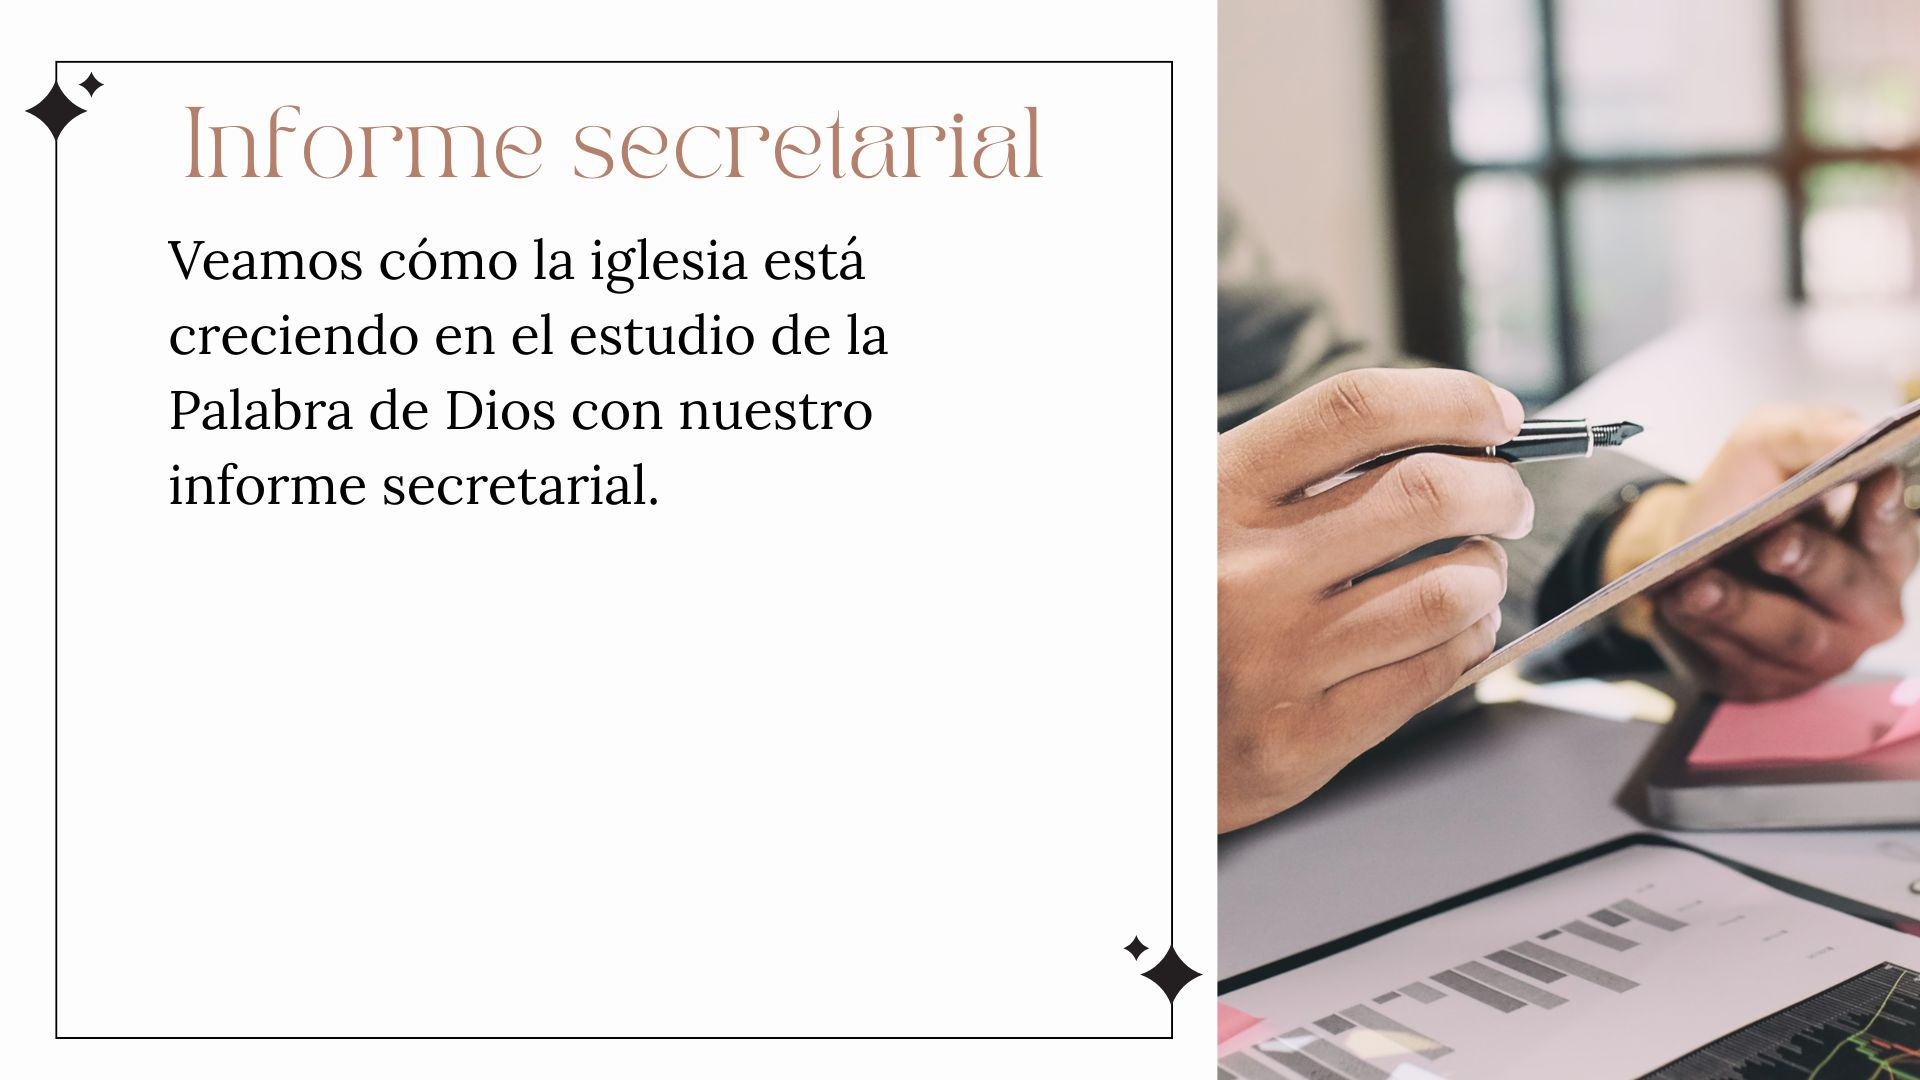 Informe secretarial
Veamos cómo la iglesia está
creciendo en el estudio de la
Palabra de Dios con nuestro
informe secretarial.